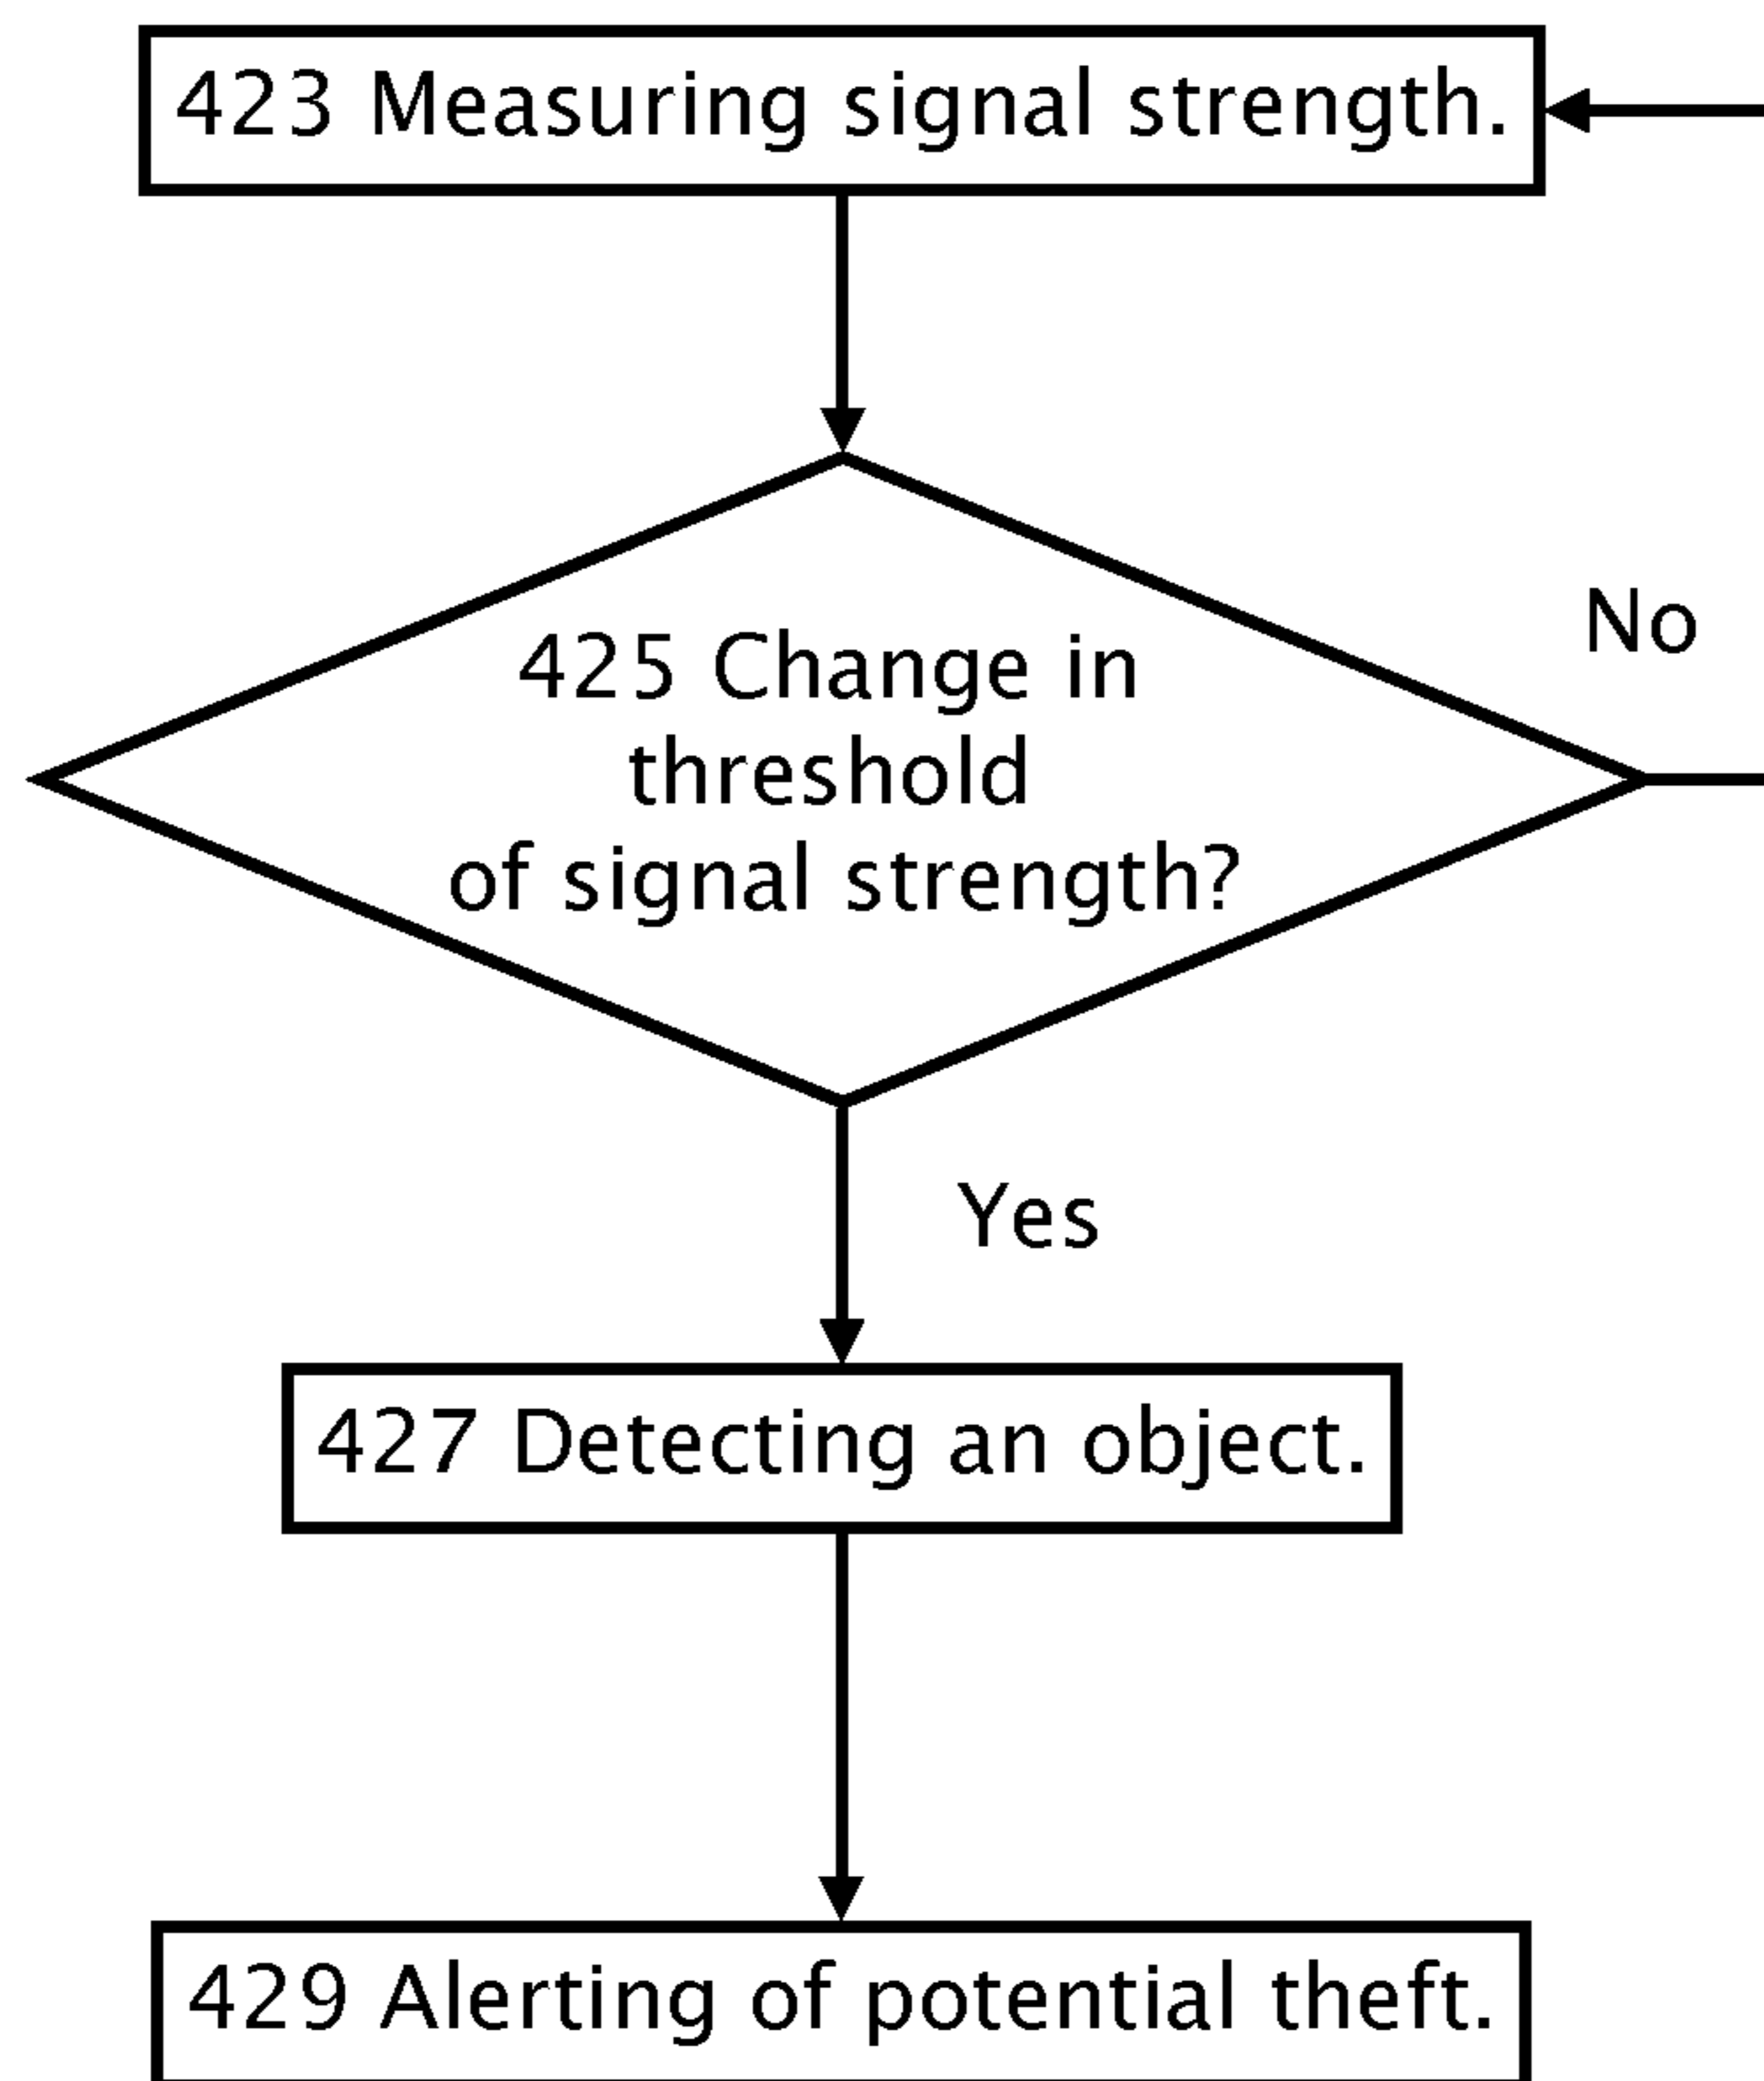 423 Measuring signal strength.
425 Change in
threshold
of signal strength?
No
Yes
427 Detecting an object.
429 Alerting of potential theft.